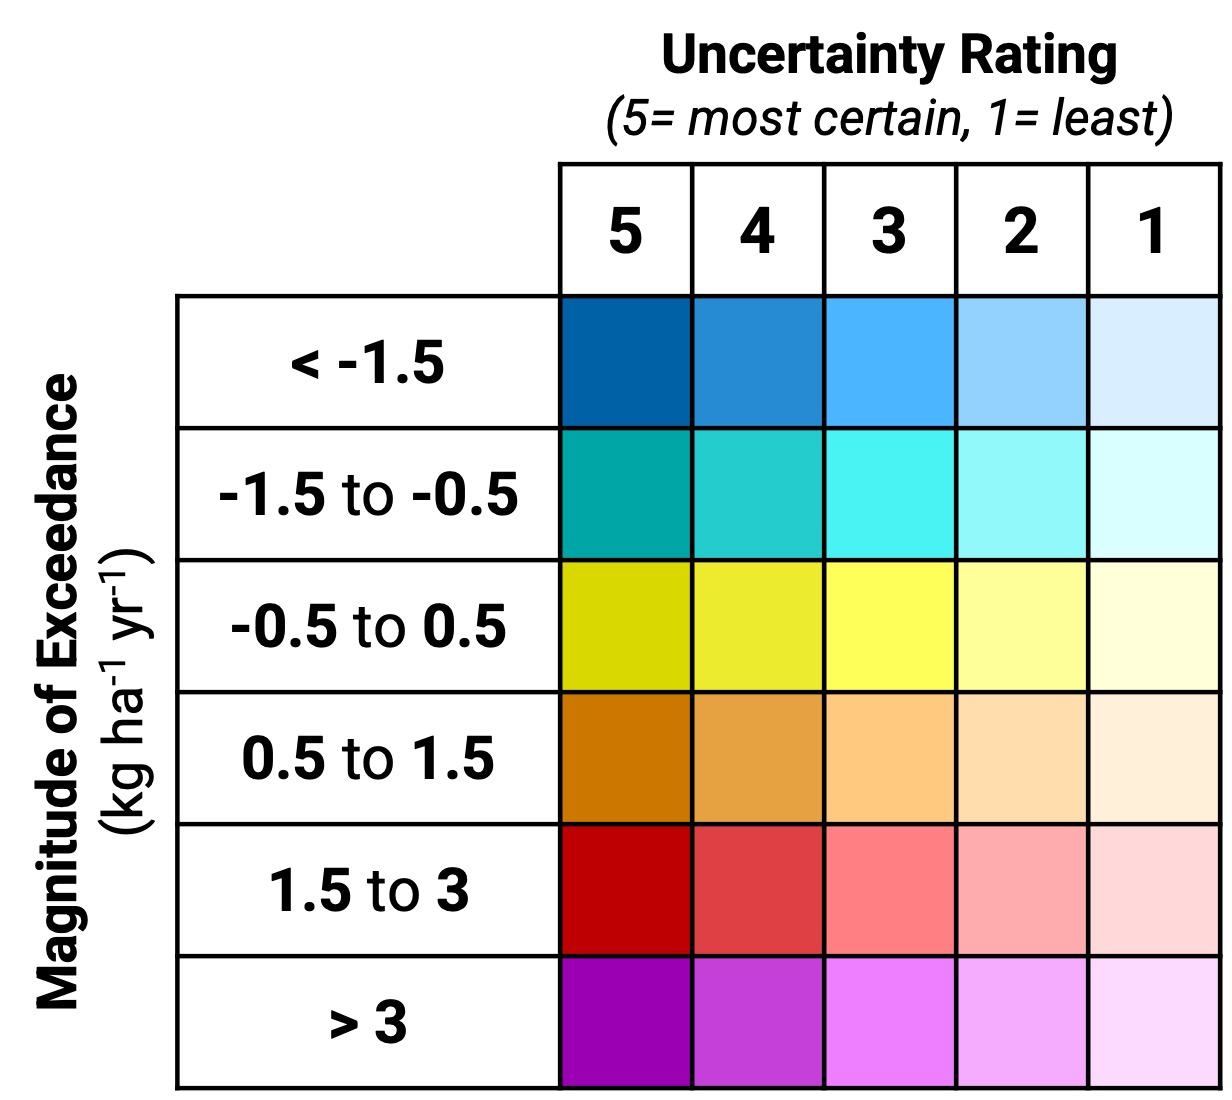 Uncertainty Rating
(5= most certain, 1= least)
5 4 3 2 1
Magnitude of Exceedance
(kg ha⁻¹ yr⁻¹)
< -1.5
-1.5 to -0.5
-0.5 to 0.5
0.5 to 1.5
1.5 to 3
> 3